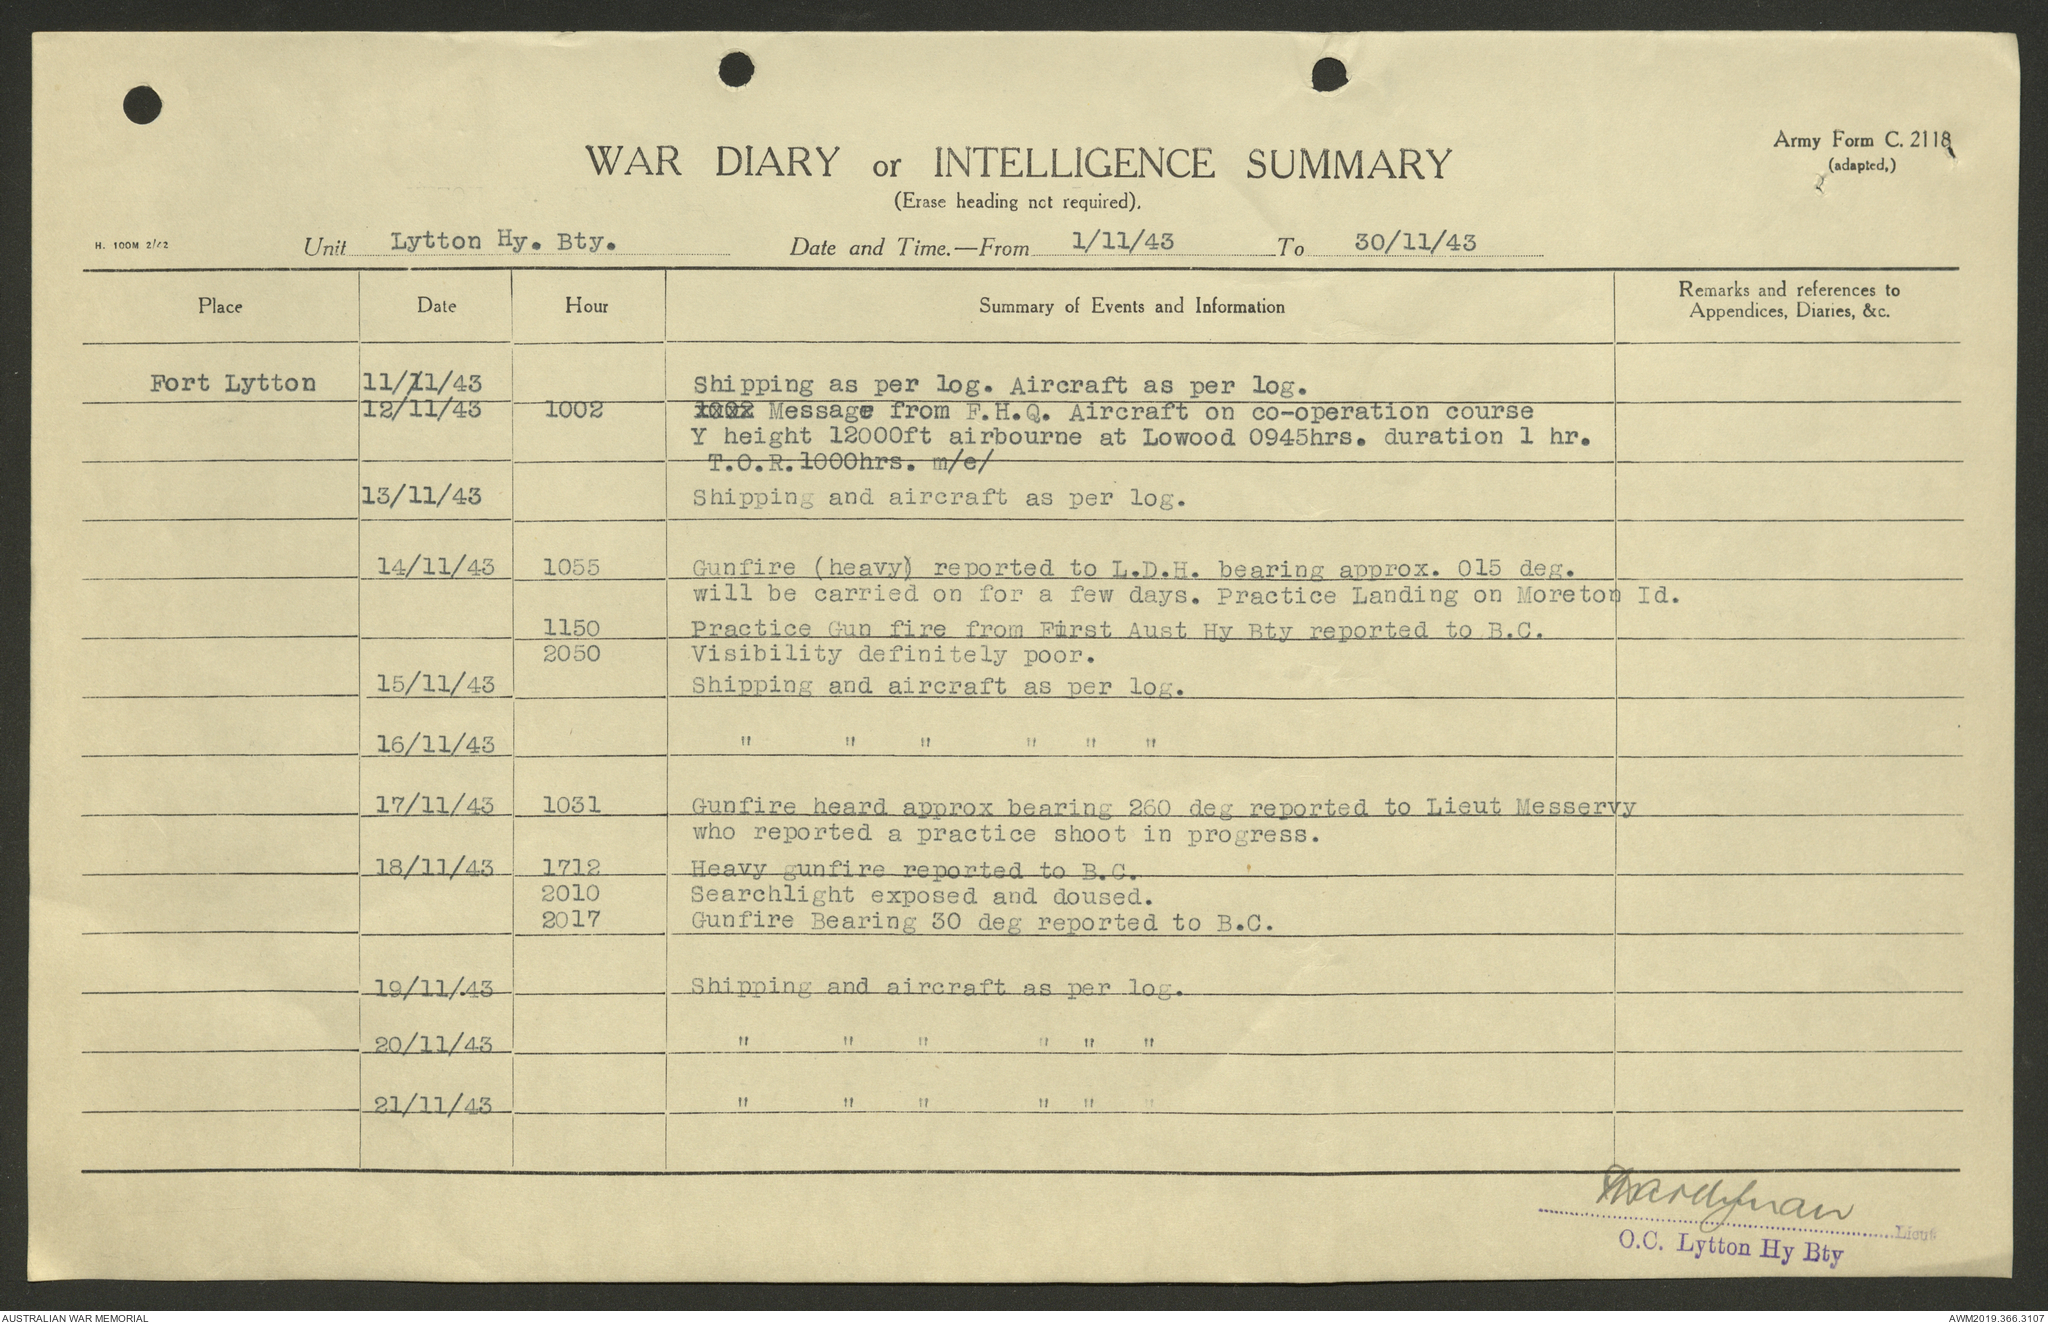 Army Form C. 2118
(adapted,)
WAR DIARY or INTELLIGENCE SUMMARY
(Erase heading not required).
H. 100M 2/42
Unit Lytton Hy. Bty. Date and Time.—From 1/11/43 To 30/11/43
Place Date Hour Summary of Events and Information Remarks and references to
Appendices, Diaries, &c.
Fort Lytton 11/11/43 Shipping as per log. Aircraft as per log.
12/11/43 1002 1002 Message from F.H.Q. Aircraft on co-operation course
Y height 12000ft airbourne at Lowood 0945hrs. duration 1 hr.
T.O.R.1000hrs. m/e/
13/11/43 Shipping and aircraft as per log.
14/11/43 1055 Gunfire (heavy) reported to L.D.H. bearing approx. 015 deg.
will be carried on for a few days. Practice Landing on Moreton Id.
1150 Practice Gun fire from First Aust Hy Bty reported to B.C.
2050 Visibility definitely poor.
15/11/43 Shipping and aircraft as per log.
16/11/43 " " " " " "
17/11/43 1031 Gunfire heard approx bearing 260 deg reported to Lieut Messervy
who reported a practice shoot in progress.
18/11/43 1712 Heavy gunfire reported to B.C.
2010 Searchlight exposed and doused.
2017 Gunfire Bearing 30 deg reported to B.C.
19/11/.43 Shipping and aircraft as per log.
20/11/43 " " " " " "
21/11/43 " " " " " "
Lieut
O.C. Lytton Hy Bty
AUSTRALIAN WAR MEMORIAL AWM2019.366.3107